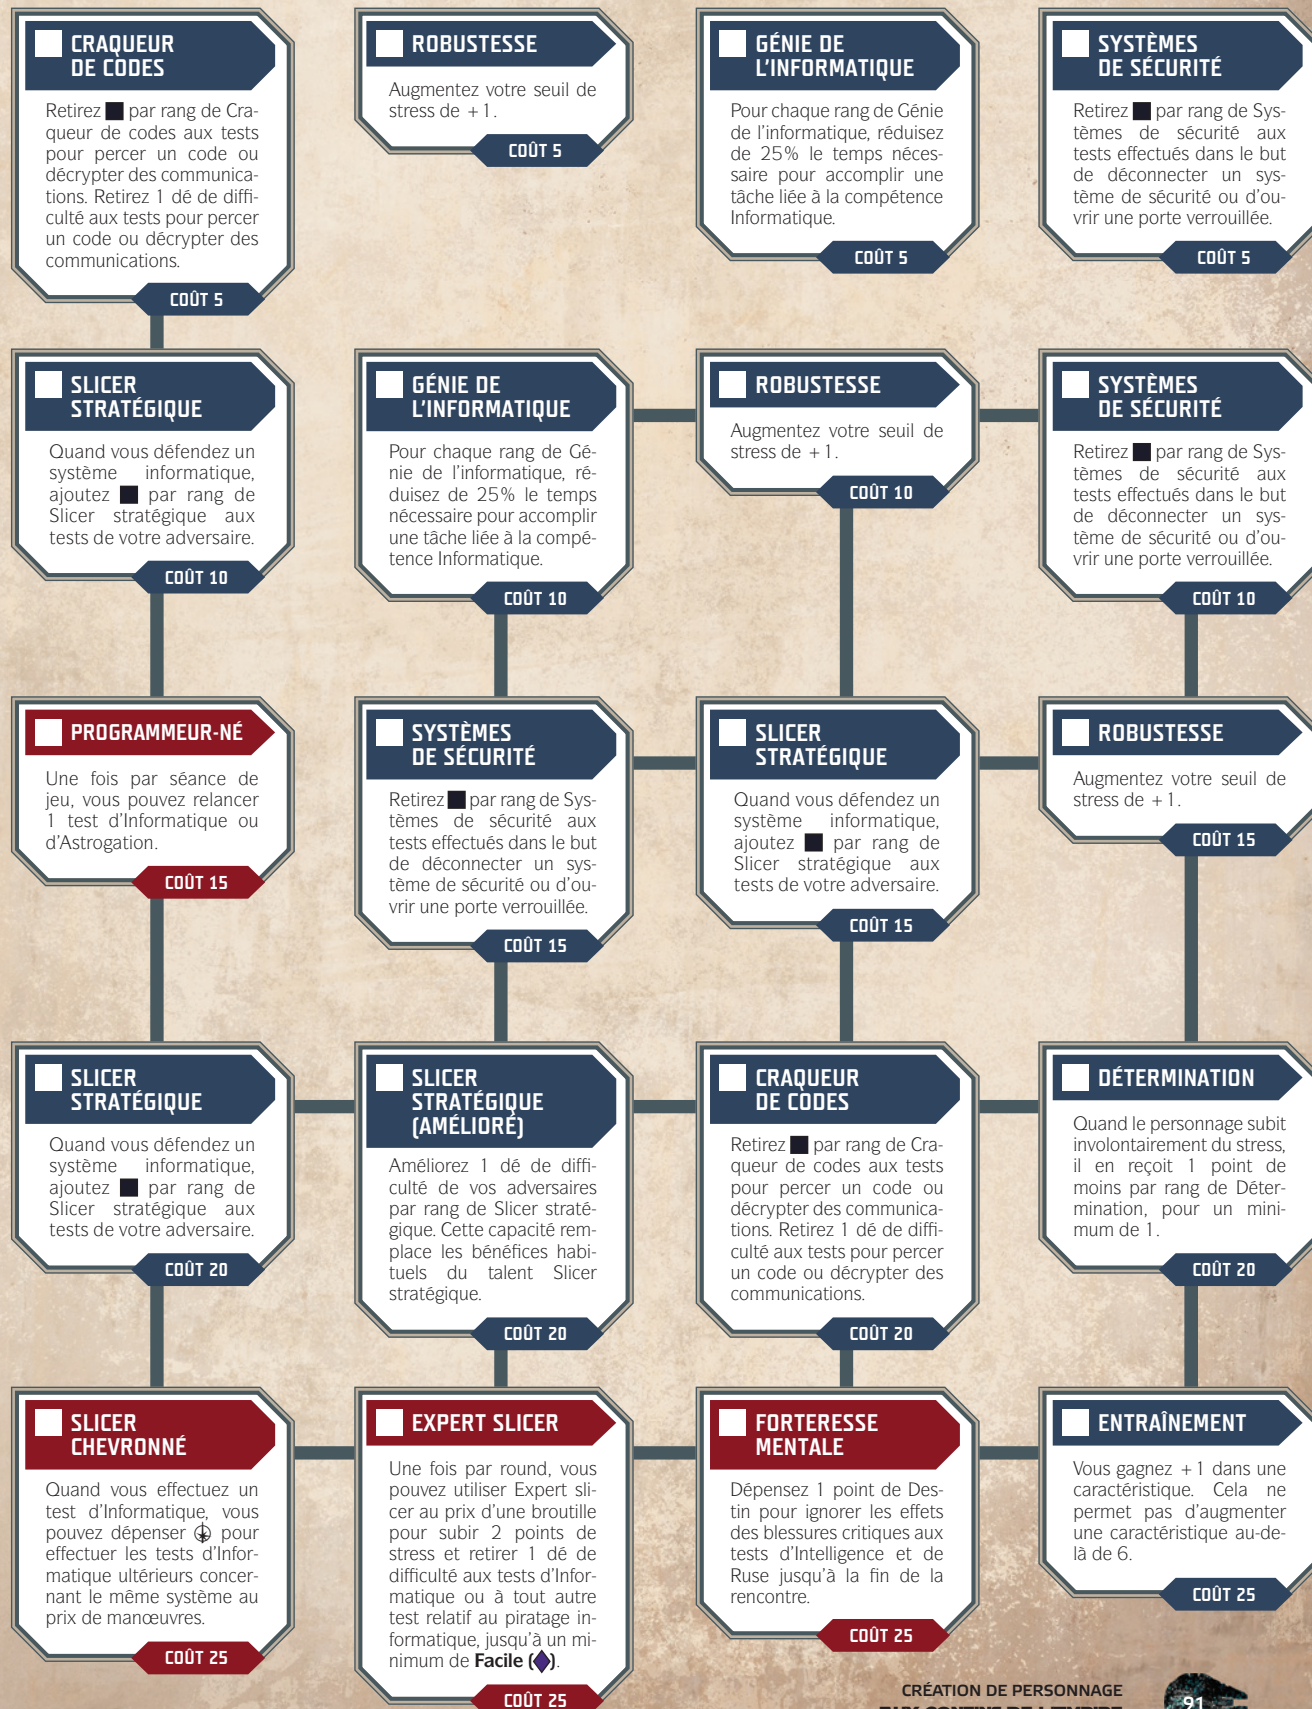 CRAQUEUR
DE CODES
Retirez ■ par rang de Cra-
queur de codes aux tests
pour percer un code ou
décrypter des communica-
tions. Retirez 1 dé de diffi-
culté aux tests pour percer
un code ou décrypter des
communications.
COÛT 5
ROBUSTESSE
Augmentez votre seuil de
stress de +1.
COÛT 5
GÉNIE DE
L'INFORMATIQUE
Pour chaque rang de Génie
de l'informatique, réduisez
de 25% le temps néces-
saire pour accomplir une
tâche liée à la compétence
Informatique.
COÛT 5
SYSTÈMES
DE SÉCURITÉ
Retirez ■ par rang de Sys-
tèmes de sécurité aux
tests effectués dans le but
de déconnecter un sys-
tème de sécurité ou d'ou-
vrir une porte verrouillée.
COÛT 5
SLICER
STRATÉGIQUE
Quand vous défendez un
système informatique,
ajoutez ■ par rang de
Slicer stratégique aux
tests de votre adversaire.
COÛT 10
GÉNIE DE
L'INFORMATIQUE
Pour chaque rang de Gé-
nie de l'informatique, ré-
duisez de 25% le temps
nécessaire pour accomplir
une tâche liée à la compé-
tence Informatique.
COÛT 10
ROBUSTESSE
Augmentez votre seuil de
stress de +1.
COÛT 10
SYSTÈMES
DE SÉCURITÉ
Retirez ■ par rang de Sys-
tèmes de sécurité aux
tests effectués dans le but
de déconnecter un sys-
tème de sécurité ou d'ou-
vrir une porte verrouillée.
COÛT 10
PROGRAMMEUR-NÉ
Une fois par séance de
jeu, vous pouvez relancer
1 test d'Informatique ou
d'Astrogation.
COÛT 15
SYSTÈMES
DE SÉCURITÉ
Retirez ■ par rang de Sys-
tèmes de sécurité aux
tests effectués dans le but
de déconnecter un sys-
tème de sécurité ou d'ou-
vrir une porte verrouillée.
COÛT 15
SLICER
STRATÉGIQUE
Quand vous défendez un
système informatique,
ajoutez ■ par rang de
Slicer stratégique aux
tests de votre adversaire.
COÛT 15
ROBUSTESSE
Augmentez votre seuil de
stress de +1.
COÛT 15
SLICER
STRATÉGIQUE
Quand vous défendez un
système informatique,
ajoutez ■ par rang de
Slicer stratégique aux
tests de votre adversaire.
COÛT 20
SLICER
STRATÉGIQUE
(AMÉLIORÉ)
Améliorez 1 dé de diffi-
culté de vos adversaires
par rang de Slicer straté-
gique. Cette capacité rem-
place les bénéfices habi-
tuels du talent Slicer
stratégique.
COÛT 20
CRAQUEUR
DE CODES
Retirez ■ par rang de Cra-
queur de codes aux tests
pour percer un code ou
décrypter des communica-
tions. Retirez 1 dé de diffi-
culté aux tests pour percer
un code ou décrypter des
communications.
COÛT 20
DÉTERMINATION
Quand le personnage subit
involontairement du stress,
il en reçoit 1 point de
moins par rang de Déter-
mination, pour un mini-
mum de 1.
COÛT 20
SLICER
CHEVRONNÉ
Quand vous effectuez un
test d'Informatique, vous
pouvez dépenser pour
effectuer les tests d'Infor-
matique ultérieurs concer-
nant le même système au
prix de manœuvres.
COÛT 25
EXPERT SLICER
Une fois par round, vous
pouvez utiliser Expert sli-
cer au prix d'une broutille
pour subir 2 points de
stress et retirer 1 dé de
difficulté aux tests d'Infor-
matique ou à tout autre
test relatif au piratage in-
formatique, jusqu'à un mi-
nimum de Facile (◆).
COÛT 25
FORTERESSE
MENTALE
Dépensez 1 point de Des-
tin pour ignorer les effets
des blessures critiques aux
tests d'Intelligence et de
Ruse jusqu'à la fin de la
rencontre.
COÛT 25
ENTRAÎNEMENT
Vous gagnez +1 dans une
caractéristique. Cela ne
permet pas d'augmenter
une caractéristique au-de-
là de 6.
COÛT 25
CRÉATION DE PERSONNAGE
AUX CONFINS DE L'EMPIRE
91